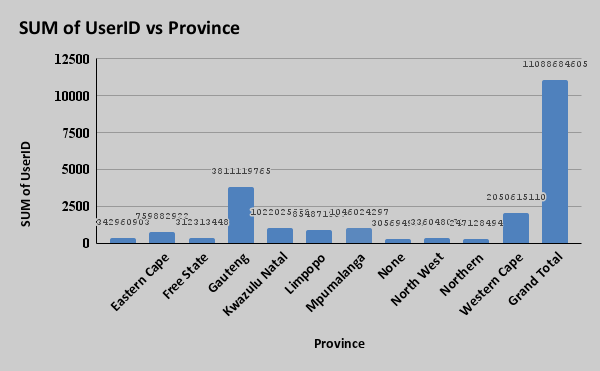 SUM of UserID vs Province
SUM of UserID
12500
10000
7500
5000
2500
0
342960903
312313448
3811119765
1046024297
247128494
2050615110
11088684605
Eastern Cape
Free State
Gauteng
Kwazulu Natal
Limpopo
Mpumalanga
None
North West
Northern
Western Cape
Grand Total
Province